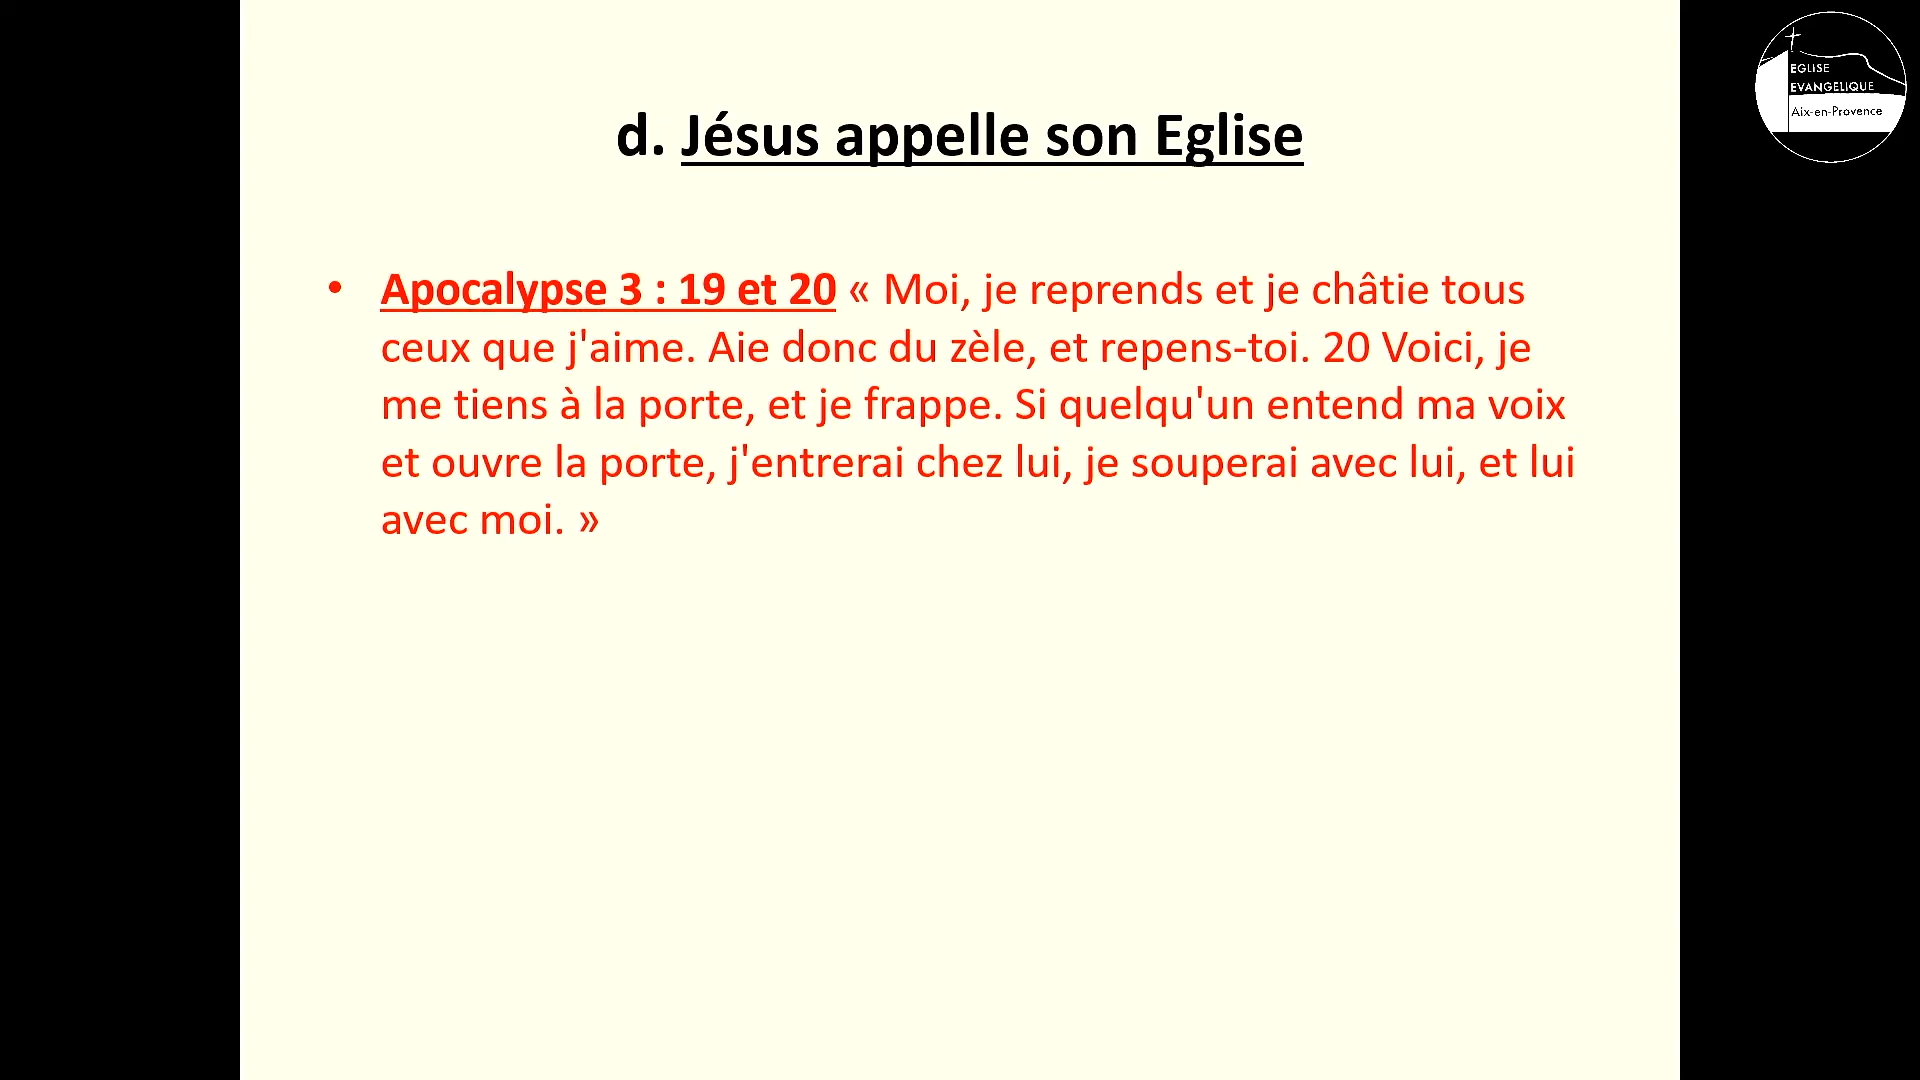 EGLISE
EVANGELIQUE
Aix-en-Provence
d. Jésus appelle son Eglise
• Apocalypse 3 : 19 et 20 « Moi, je reprends et je châtie tous
ceux que j'aime. Aie donc du zèle, et repens-toi. 20 Voici, je
me tiens à la porte, et je frappe. Si quelqu'un entend ma voix
et ouvre la porte, j'entrerai chez lui, je souperai avec lui, et lui
avec moi. »